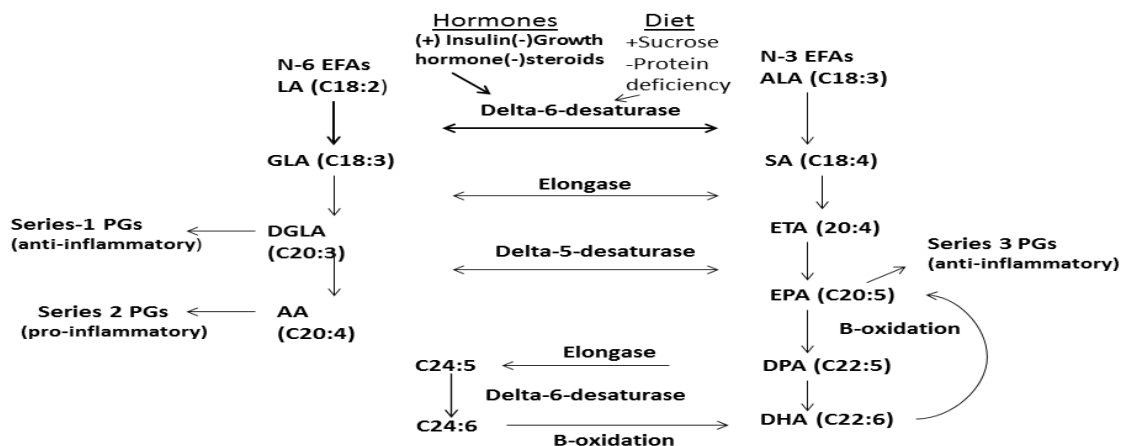 Hormones
(+) Insulin(-)Growth
hormone(-)steroids
Diet
+Sucrose
-Protein
deficiency
N-6 EFAs
LA (C18:2)
N-3 EFAs
ALA (C18:3)
Delta-6-desaturase
GLA (C18:3)
SA (C18:4)
Elongase
Series-1 PGs
(anti-inflammatory)
DGLA
(C20:3)
ETA (20:4)
Delta-5-desaturase
Series 3 PGs
(anti-inflammatory)
EPA (C20:5)
Series 2 PGs
(pro-inflammatory)
AA
(C20:4)
B-oxidation
Elongase
C24:5
DPA (C22:5)
Delta-6-desaturase
C24:6
DHA (C22:6)
B-oxidation